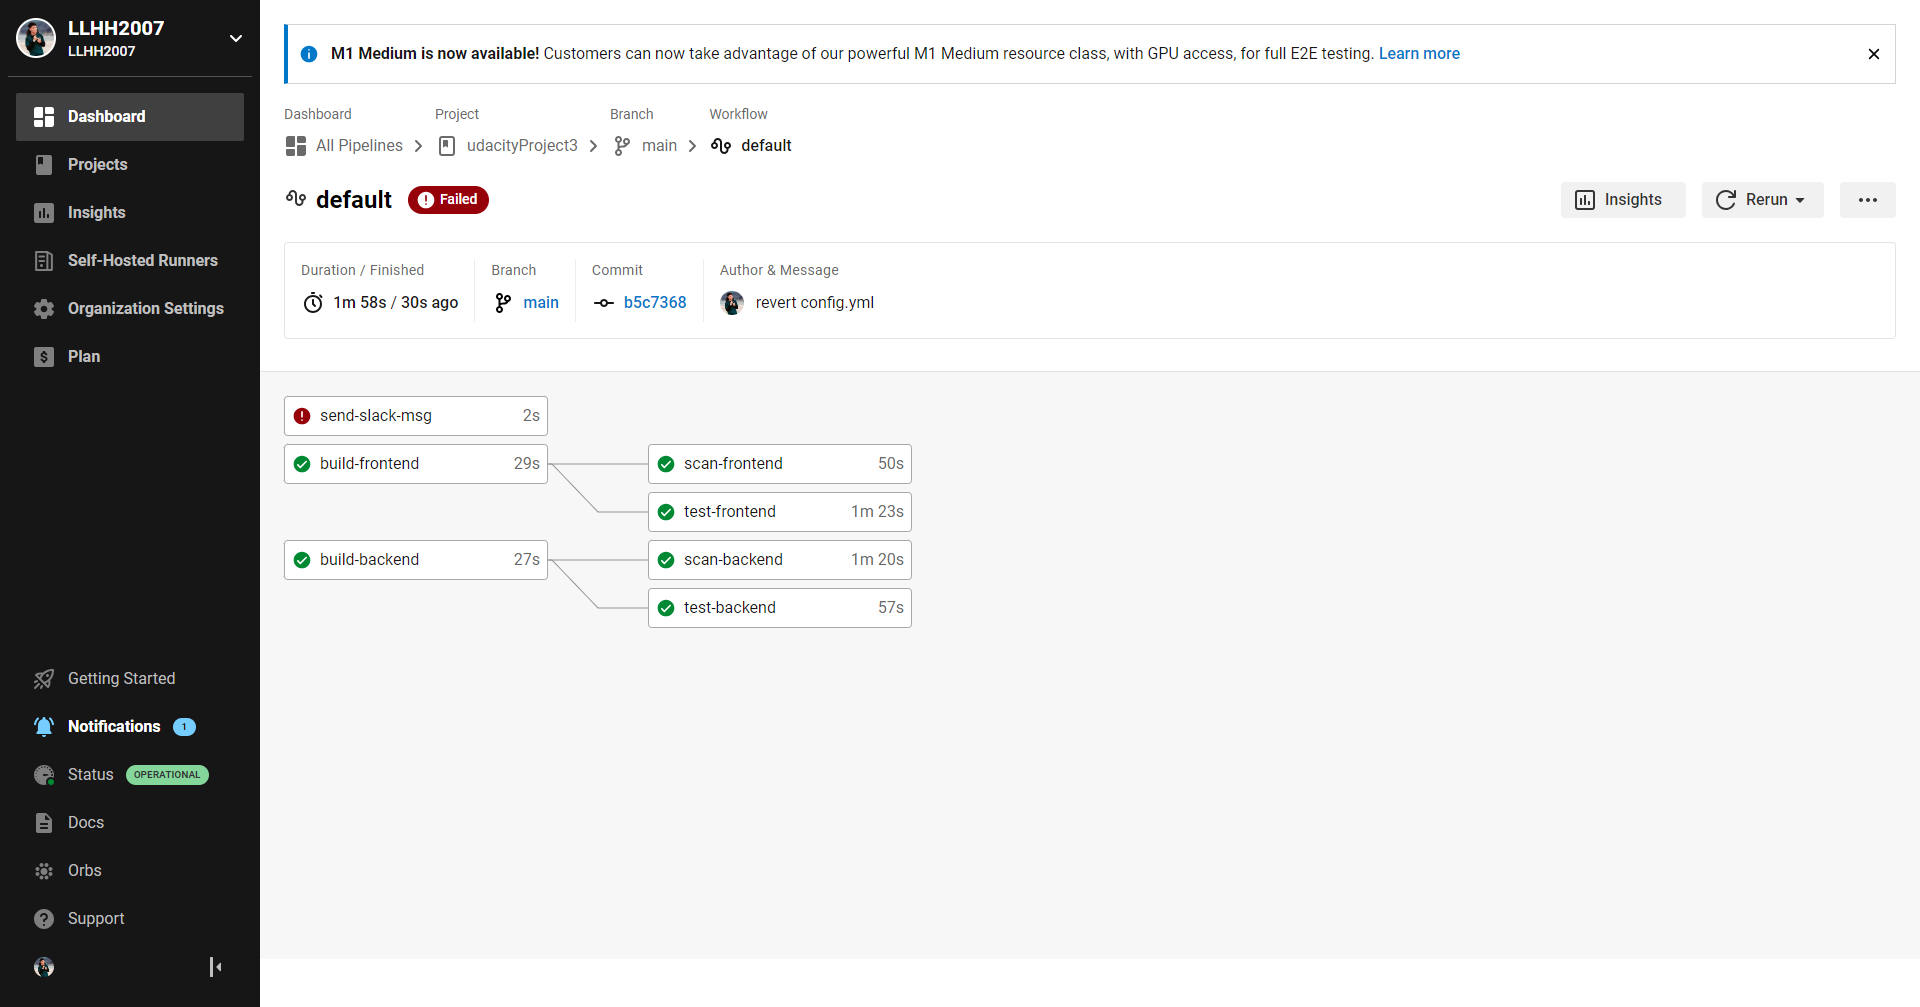 LLHH2007
LLHH2007
Dashboard
Projects
Insights
Self-Hosted Runners
Organization Settings
Plan
Getting Started
Notifications 1
Status OPERATIONAL
Docs
Orbs
Support
M1 Medium is now available! Customers can now take advantage of our powerful M1 Medium resource class, with GPU access, for full E2E testing. Learn more
Dashboard Project Branch Workflow
All Pipelines udacityProject3 main default
default Failed
Insights Rerun
Duration / Finished Branch Commit Author & Message
1m 58s / 30s ago main b5c7368 revert config.yml
send-slack-msg 2s
build-frontend 29s scan-frontend 50s
test-frontend 1m 23s
build-backend 27s scan-backend 1m 20s
test-backend 57s